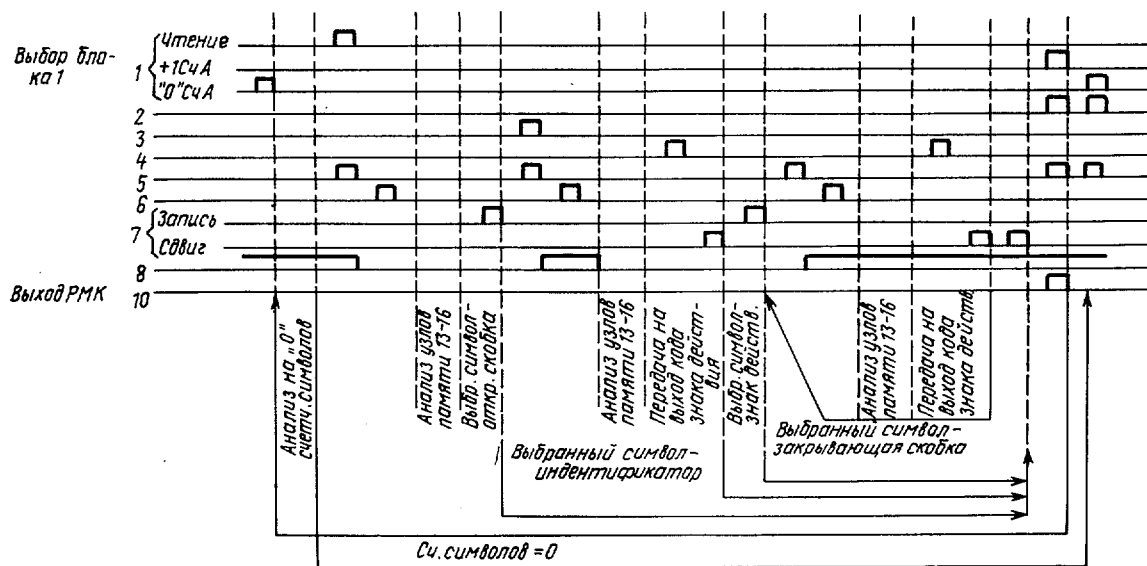 Выбор бло-
ка 1
1
Чтение
+1СчА
"0"СчА
2
3
4
5
6
7
Запись
Сдвиг
8
Выход РМК
10
Анализ на „0"
счетч. символов
Анализ узлов
памяти 13-16
Выбр. символ-
откр. скобка
Анализ узлов
памяти 13-16
Передача на
выход кода
знака дейст-
вия
Выбр. символ-
знак действ.
Анализ узлов
памяти 13-16
Передача на
выход кода
знака действ.
Выбранный символ-
индентификатор
Выбранный символ-
закрывающая скобка
Сч. символов = 0